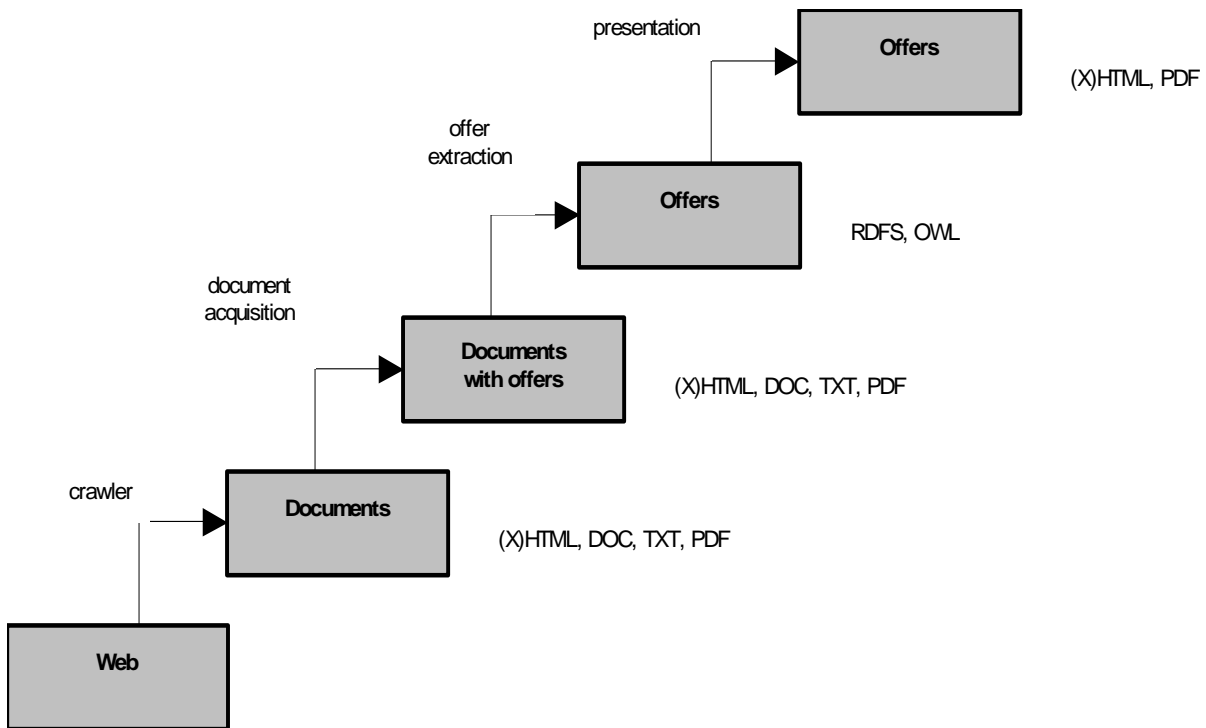 presentation
Offers
(X)HTML, PDF
offer
extraction
Offers
RDFS, OWL
document
acquisition
Documents
with offers
(X)HTML, DOC, TXT, PDF
crawler
Documents
(X)HTML, DOC, TXT, PDF
Web